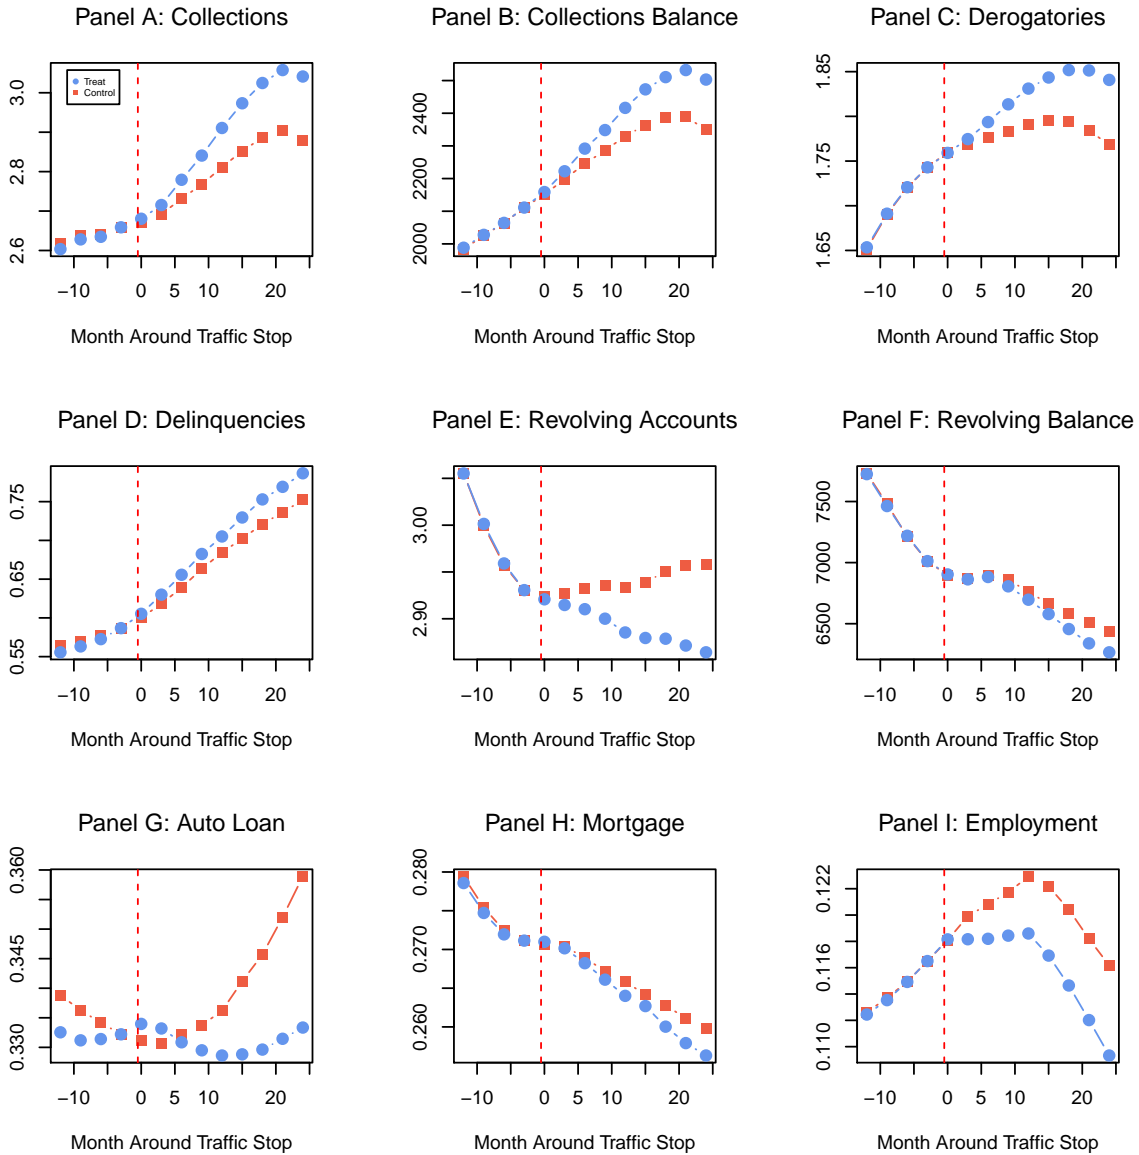 Panel A: Collections
Treat
Control
2.6 2.8 3.0
−10 0 5 10 20
Month Around Traffic Stop
Panel B: Collections Balance
2000 2200 2400
−10 0 5 10 20
Month Around Traffic Stop
Panel C: Derogatories
1.65 1.75 1.85
−10 0 5 10 20
Month Around Traffic Stop
Panel D: Delinquencies
0.55 0.65 0.75
−10 0 5 10 20
Month Around Traffic Stop
Panel E: Revolving Accounts
2.90 3.00
−10 0 5 10 20
Month Around Traffic Stop
Panel F: Revolving Balance
6500 7000 7500
−10 0 5 10 20
Month Around Traffic Stop
Panel G: Auto Loan
0.330 0.345 0.360
−10 0 5 10 20
Month Around Traffic Stop
Panel H: Mortgage
0.260 0.270 0.280
−10 0 5 10 20
Month Around Traffic Stop
Panel I: Employment
0.110 0.116 0.122
−10 0 5 10 20
Month Around Traffic Stop